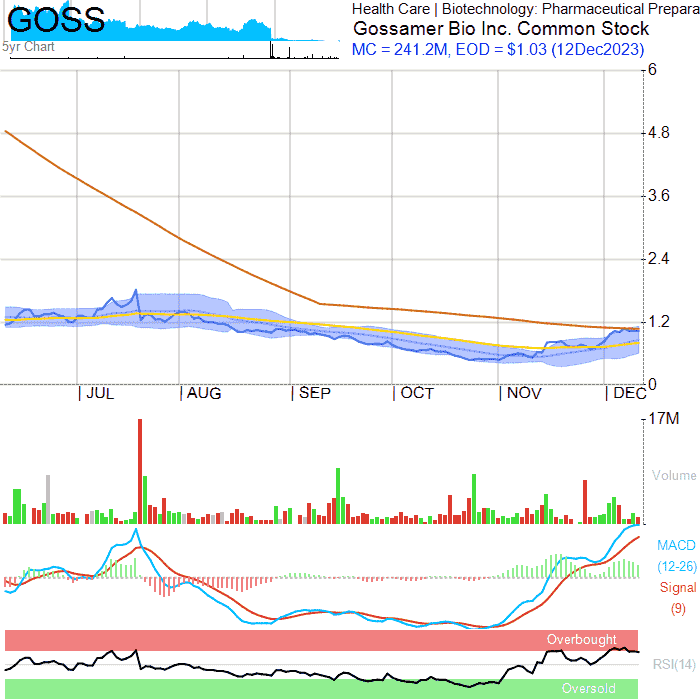 GOSS
5yr Chart
Health Care | Biotechnology: Pharmaceutical Prepara
Gossamer Bio Inc. Common Stock
MC = 241.2M, EOD = $1.03 (12Dec2023)
6
4.8
3.6
2.4
1.2
0
| JUL | AUG | SEP | OCT | NOV | DEC
17M
Volume
MACD
(12-26)
Signal
(9)
Overbought
RSI(14)
Oversold